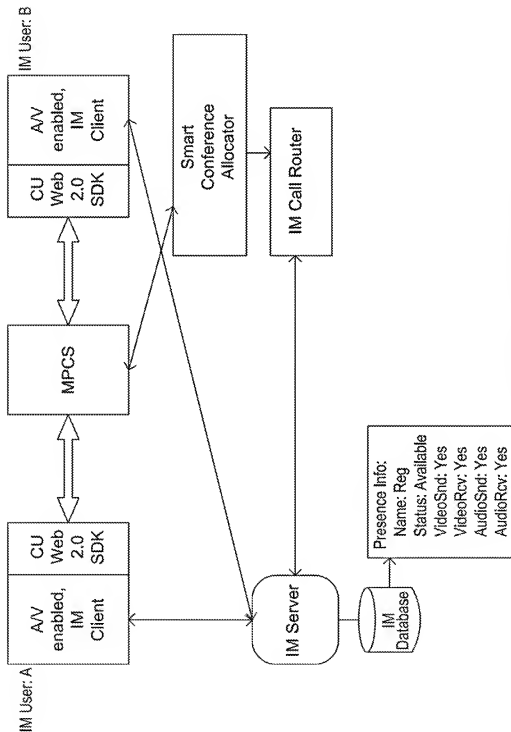 IM User: A
A/V
enabled,
IM
Client
CU
Web
2.0
SDK
MPCS
CU
Web
2.0
SDK
A/V
enabled,
IM
Client
IM User: B
Smart
Conference
Allocator
IM Call Router
IM Server
IM
Database
Presence Info:
Name: Reg
Status: Available
VideoSnd: Yes
VideoRcv: Yes
AudioSnd: Yes
AudioRcv: Yes